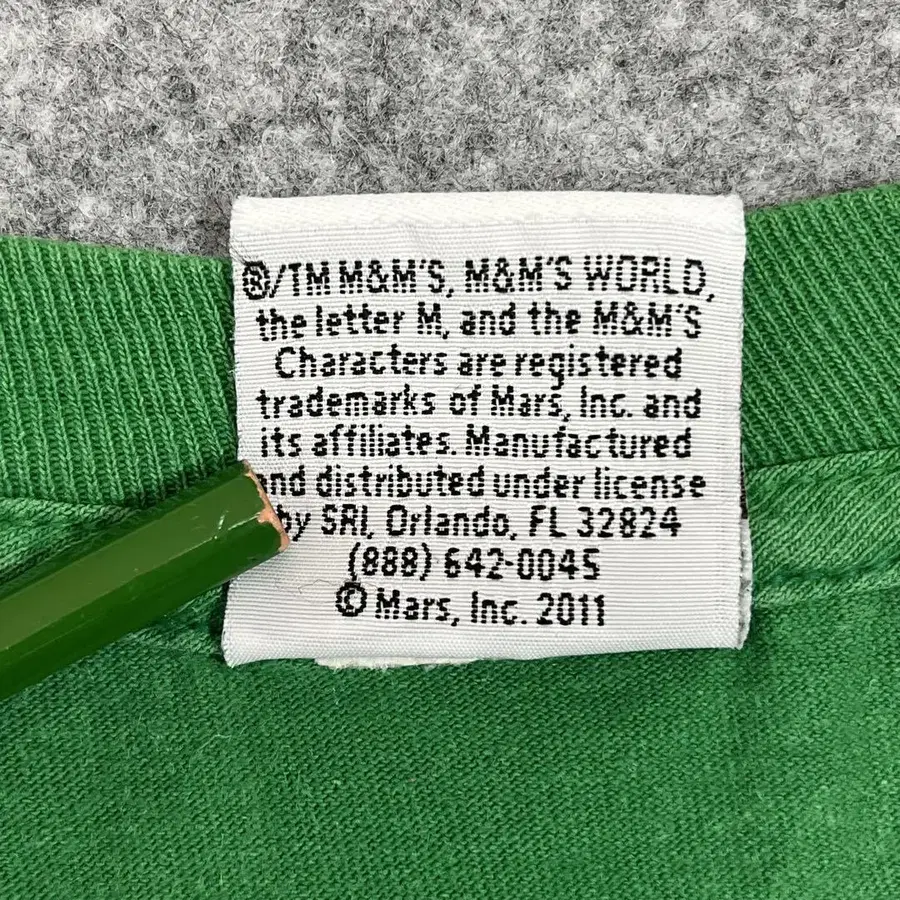 ®/TM M&M'S, M&M'S WORLD,
the letter M, and the M&M'S
Characters are registered
trademarks of Mars, Inc. and
its affiliates. Manufactured
and distributed under license
by SRI, Orlando, FL 32824
(888) 642-0045
© Mars, Inc. 2011